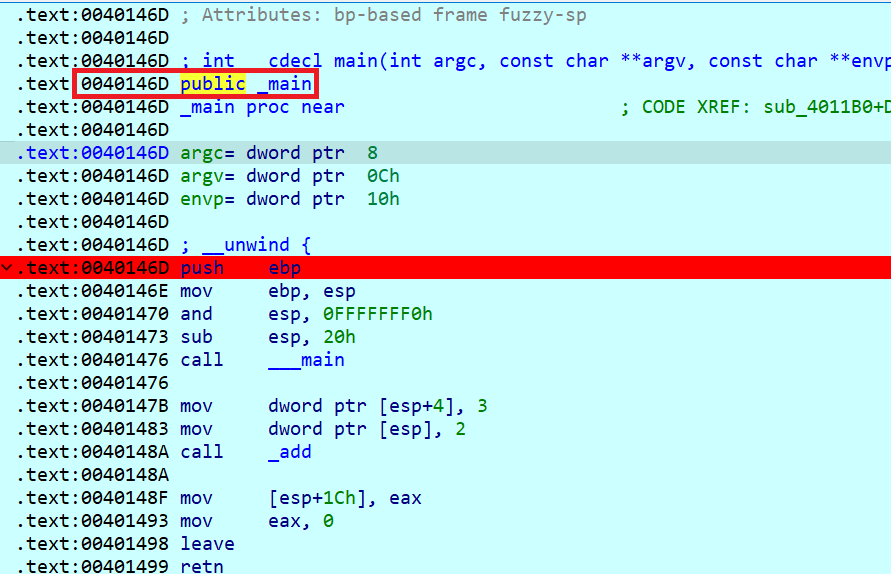 .text:0040146D ; Attributes: bp-based frame fuzzy-sp
.text:0040146D
.text:0040146D ; int __cdecl main(int argc, const char **argv, const char **envp
.text:0040146D public _main
.text:0040146D _main proc near ; CODE XREF: sub_4011B0+D
.text:0040146D
.text:0040146D argc= dword ptr 8
.text:0040146D argv= dword ptr 0Ch
.text:0040146D envp= dword ptr 10h
.text:0040146D
.text:0040146D ; __unwind {
.text:0040146D push ebp
.text:0040146E mov ebp, esp
.text:00401470 and esp, 0FFFFFFF0h
.text:00401473 sub esp, 20h
.text:00401476 call ___main
.text:00401476
.text:0040147B mov dword ptr [esp+4], 3
.text:00401483 mov dword ptr [esp], 2
.text:0040148A call _add
.text:0040148A
.text:0040148F mov [esp+1Ch], eax
.text:00401493 mov eax, 0
.text:00401498 leave
.text:00401499 retn